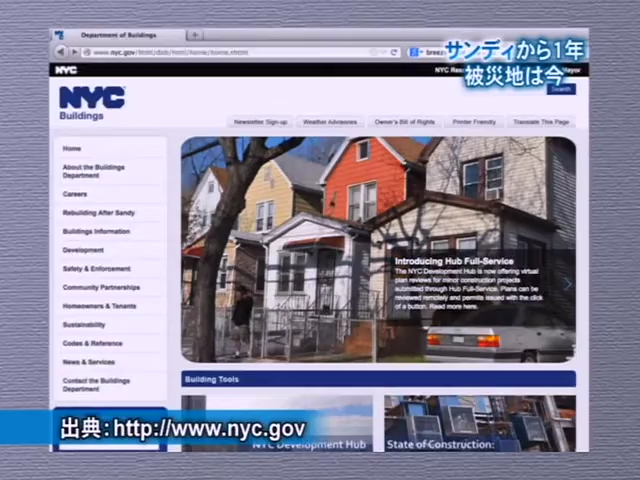 Department of Buildings
www.nyc.gov/html/dob/html/home/home.shtml
サンディから1年
被災地は今
NYC
Search
NYC
Buildings
Newsletter Sign-up
Weather Advisories
Owner's Bill of Rights
Printer Friendly
Translate This Page
Home
About the Buildings
Department
Careers
Rebuilding After Sandy
Buildings Information
Development
Safety & Enforcement
Community Partnerships
Homeowners & Tenants
Sustainability
Codes & Reference
News & Services
Contact the Buildings
Department
Introducing Hub Full-Service
The NYC Development Hub is now offering virtual
plan reviews for minor construction projects
submitted through Hub Full-Service. Plans can be
reviewed remotely and permits issued with the click
of a button. Read more here.
Building Tools
NYC Development Hub
State of Construction:
出典：http://www.nyc.gov